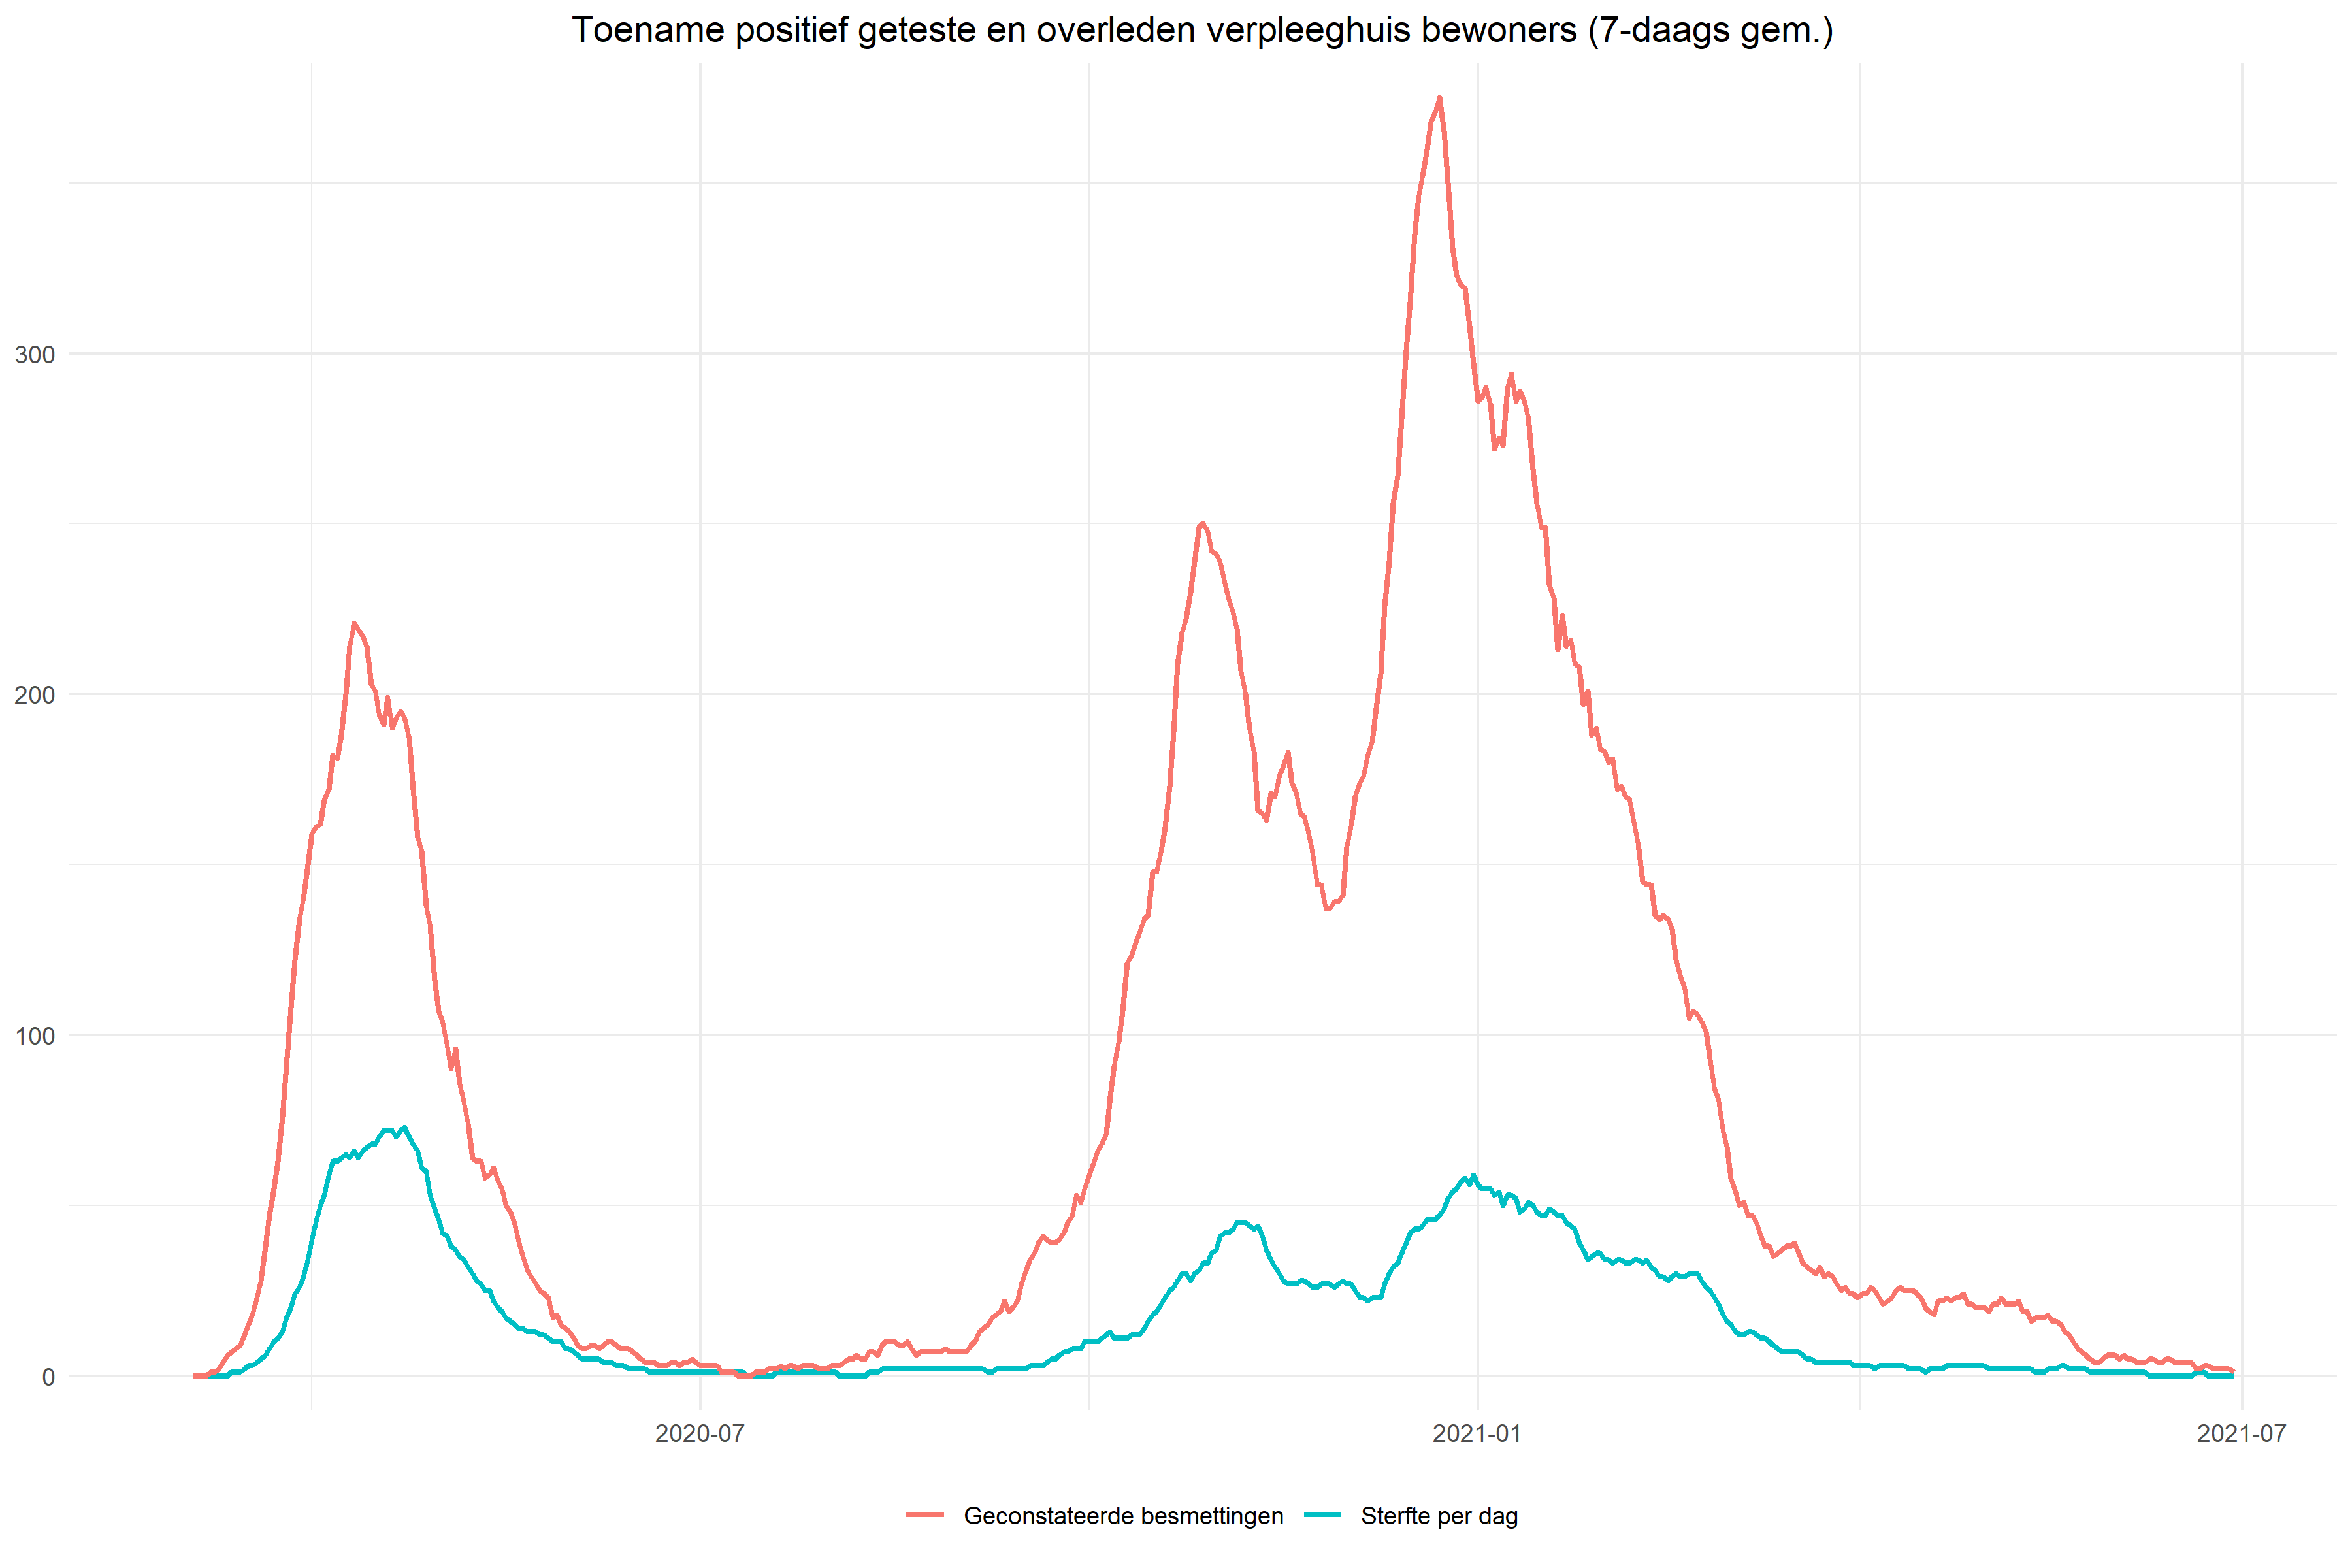 Toename positief geteste en overleden verpleeghuis bewoners (7-daags gem.)
300
200
100
0
2020-07 2021-01 2021-07
Geconstateerde besmettingen Sterfte per dag